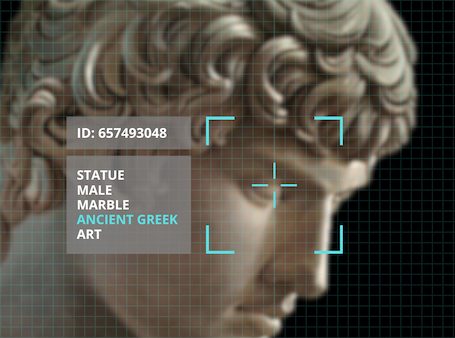 ID: 657493048
STATUE
MALE
MARBLE
ANCIENT GREEK
ART